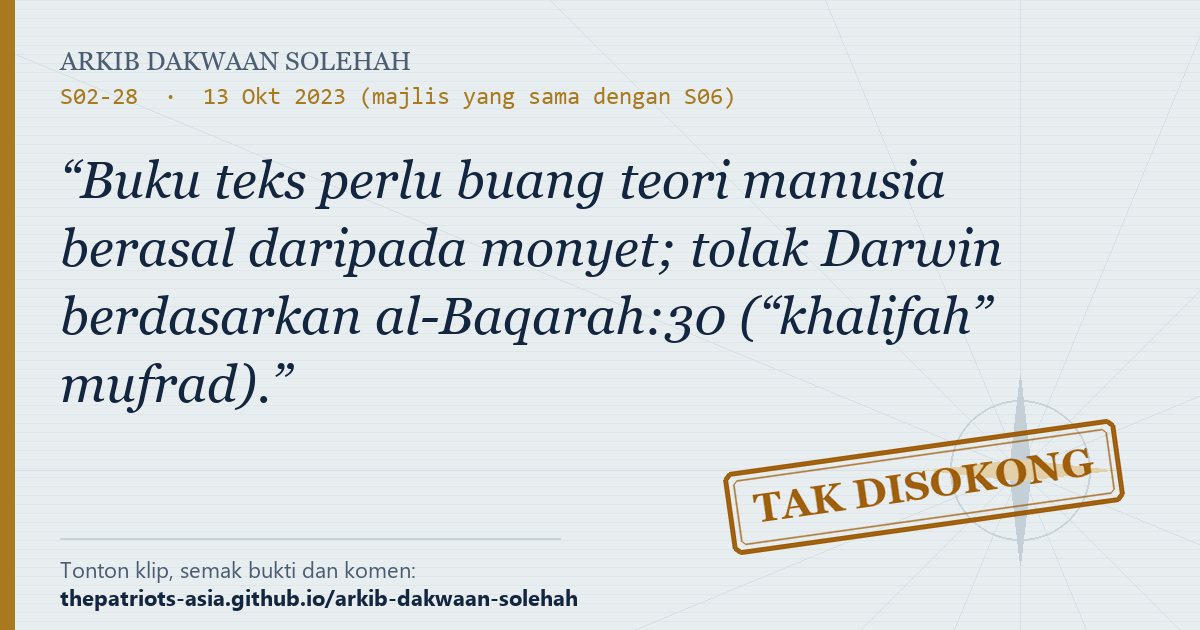 ARKIB DAKWAAN SOLEHAH
S02-28 · 13 Okt 2023 (majlis yang sama dengan S06)
“Buku teks perlu buang teori manusia
berasal daripada monyet; tolak Darwin
berdasarkan al-Baqarah:30 (“khalifah”
mufrad).”
TAK DISOKONG
Tonton klip, semak bukti dan komen:
thepatriots-asia.github.io/arkib-dakwaan-solehah